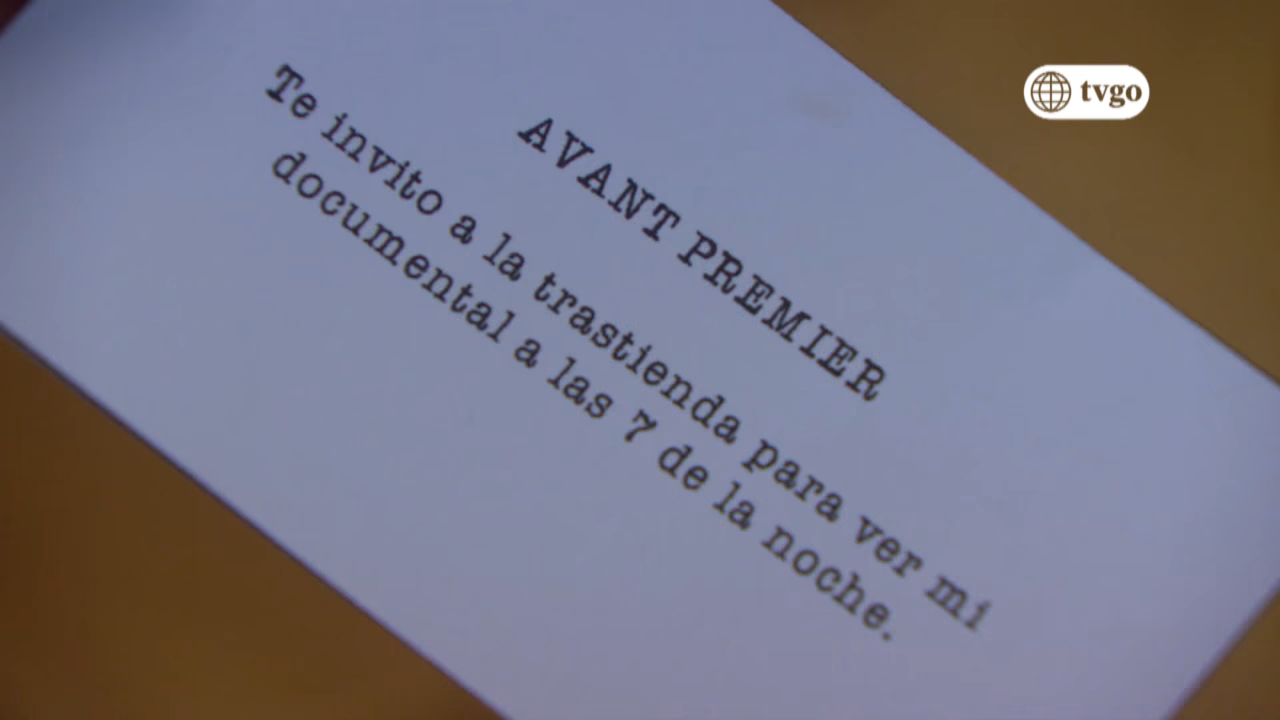 AVANT PREMIER
Te invito a la trastienda para ver mi
documental a las 7 de la noche.
tvgo